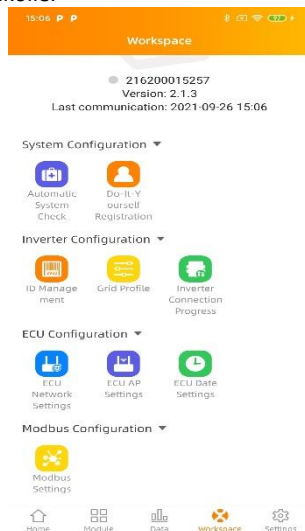 15:06 P P 97
Workspace
216200015257
Version: 2.1.3
Last communication: 2021-09-26 15:06
System Configuration
Automatic System Check
Do-It-Y ourself Registration
Inverter Configuration
ID Manage ment
Grid Profile
Inverter Connection Progress
ECU Configuration
ECU Network Settings
ECU AP Settings
ECU Date Settings
Modbus Configuration
Modbus Settings
Home Module Data Workspace Settings